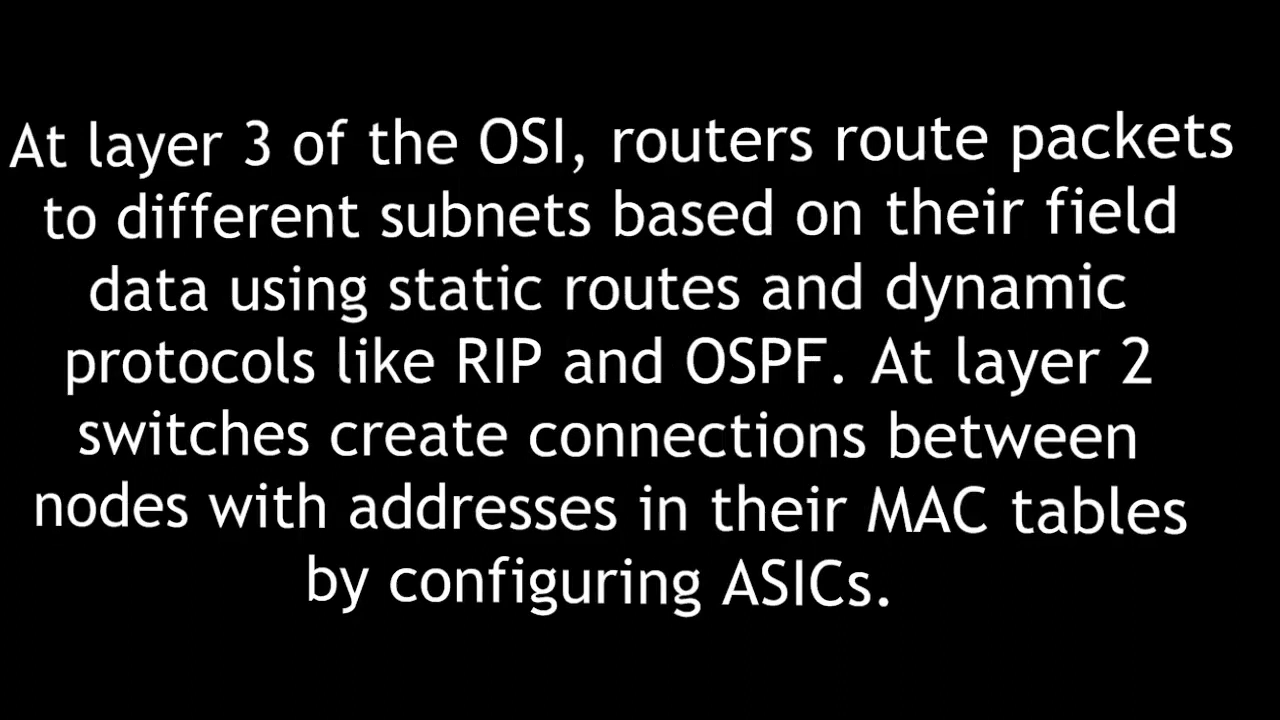 At layer 3 of the OSI, routers route packets
to different subnets based on their field
data using static routes and dynamic
protocols like RIP and OSPF. At layer 2
switches create connections between
nodes with addresses in their MAC tables
by configuring ASICs.